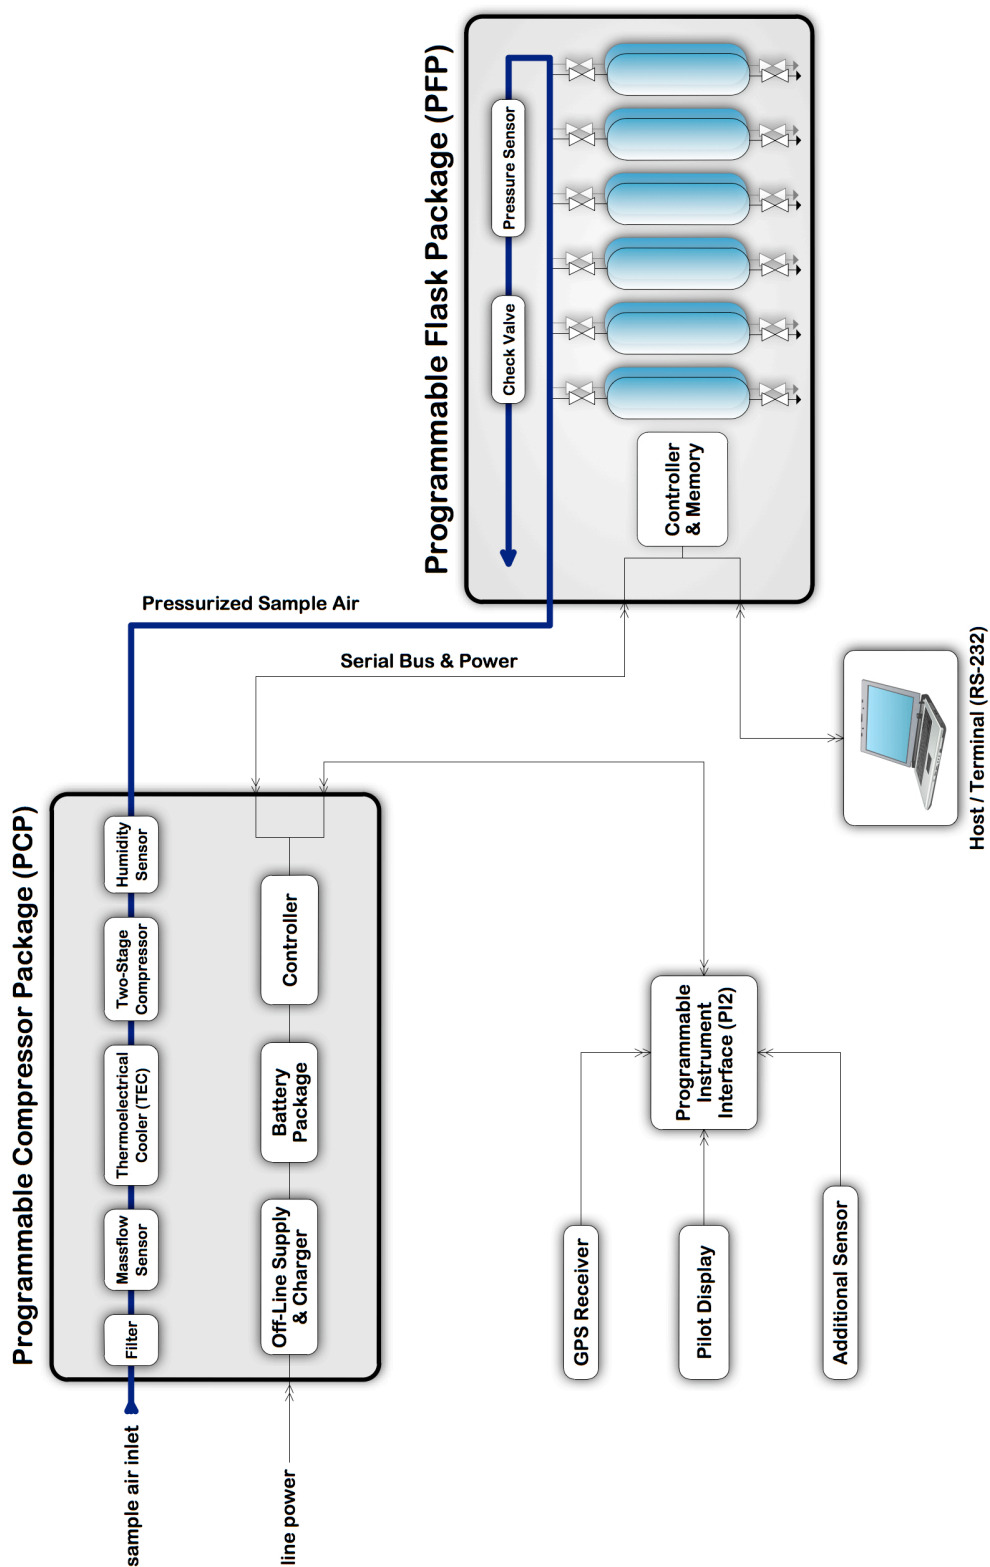 Programmable Compressor Package (PCP)
sample air inlet
Filter
Massflow
Sensor
Thermoelectrical
Cooler (TEC)
Two-Stage
Compressor
Humidity
Sensor
line power
Off-Line Supply
& Charger
Battery
Package
Controller
Pressurized Sample Air
Serial Bus & Power
Programmable Flask Package (PFP)
Check Valve
Pressure Sensor
Controller
& Memory
GPS Receiver
Pilot Display
Additional Sensor
Programmable
Instrument
Interface (PI2)
Host / Terminal (RS-232)